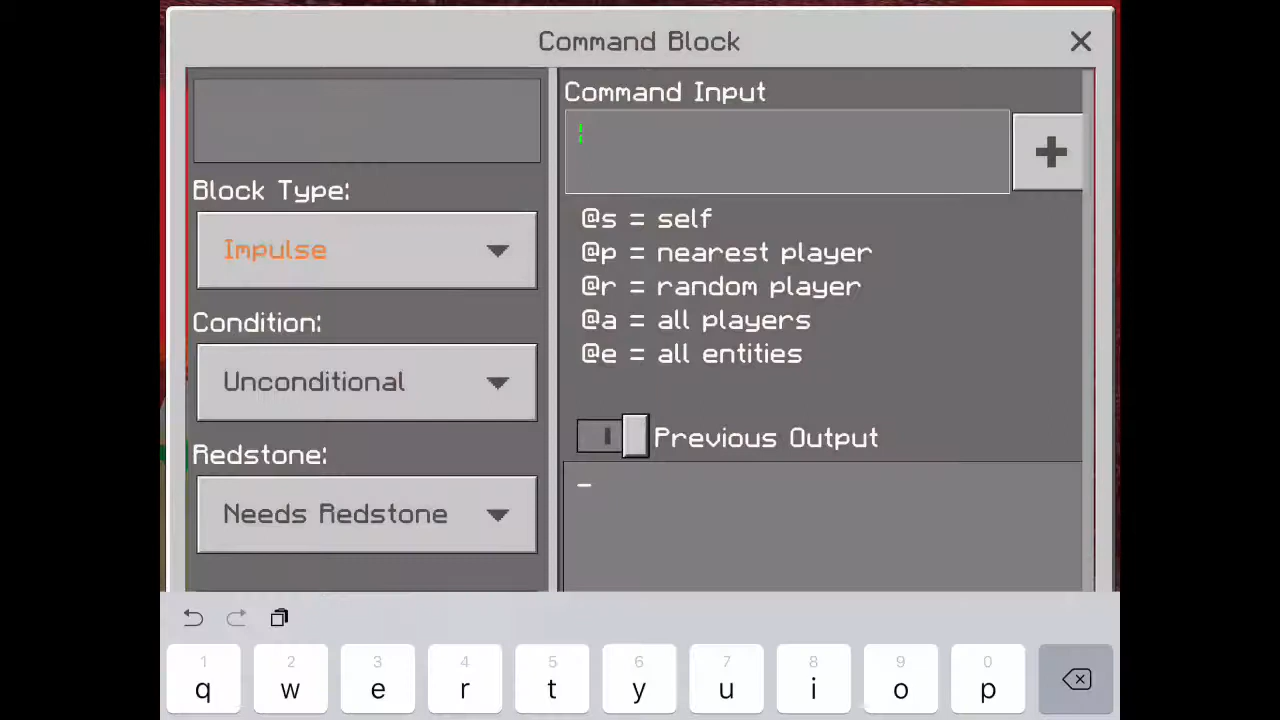 Command Block
Command Input
Block Type:
Impulse
@s = self
@p = nearest player
@r = random player
Condition:
@a = all players
@e = all entities
Unconditional
Previous Output
Redstone:
-
Needs Redstone
1 2 3 4 5 6 7 8 9 0
q w e r t y u i o p